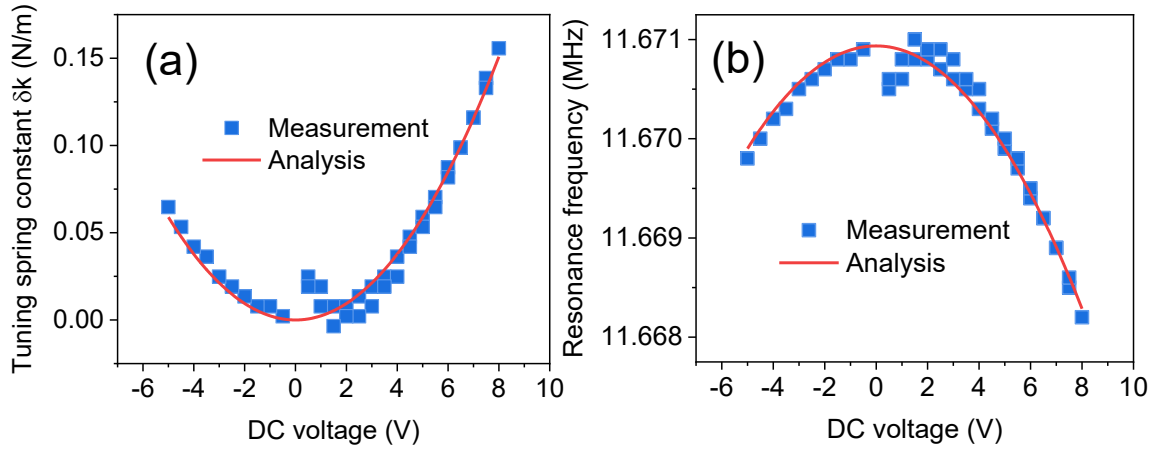 Tuning spring constant δk (N/m)
0.15
0.10
0.05
0.00
(a)
Measurement
Analysis
-6 -4 -2 0 2 4 6 8 10
DC voltage (V)
Resonance frequency (MHz)
11.671
11.670
11.669
11.668
(b)
Measurement
Analysis
-6 -4 -2 0 2 4 6 8 10
DC voltage (V)